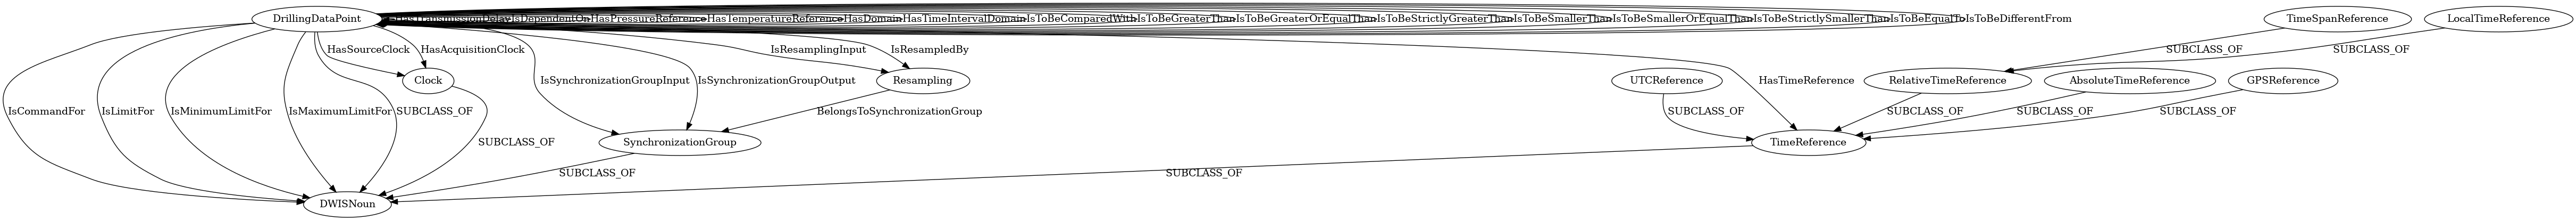 DrillingDataPoint
HasTransmissionDelay
IsDependentOn
HasPressureReference
HasTemperatureReference
HasDomain
HasTimeIntervalDomain
IsToBeComparedWith
IsToBeGreaterThan
IsToBeGreaterOrEqualThan
IsToBeStrictlyGreaterThan
IsToBeSmallerThan
IsToBeSmallerOrEqualThan
IsToBeStrictlySmallerThan
IsToBeEqualTo
IsToBeDifferentFrom
TimeSpanReference
LocalTimeReference
HasSourceClock
HasAcquisitionClock
IsResamplingInput
IsResampledBy
SUBCLASS_OF
SUBCLASS_OF
Clock
IsSynchronizationGroupInput
IsSynchronizationGroupOutput
Resampling
UTCReference
HasTimeReference
RelativeTimeReference
AbsoluteTimeReference
GPSReference
IsCommandFor
IsLimitFor
IsMinimumLimitFor
IsMaximumLimitFor
SUBCLASS_OF
BelongsToSynchronizationGroup
SUBCLASS_OF
SUBCLASS_OF
SUBCLASS_OF
SUBCLASS_OF
SUBCLASS_OF
SynchronizationGroup
TimeReference
SUBCLASS_OF
SUBCLASS_OF
DWISNoun